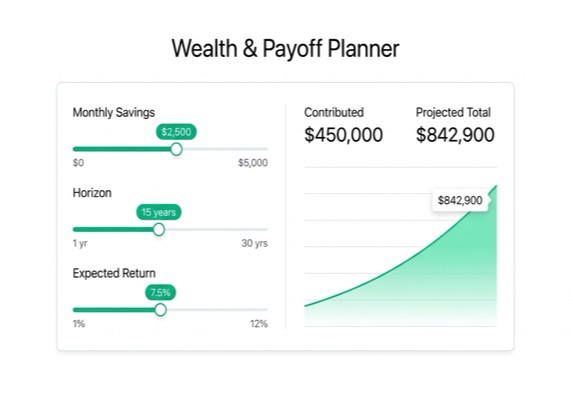 Wealth & Payoff Planner
Monthly Savings
$2,500
$0 $5,000
Horizon
15 years
1 yr 30 yrs
Expected Return
7.5%
1% 12%
Contributed
$450,000
Projected Total
$842,900
$842,900